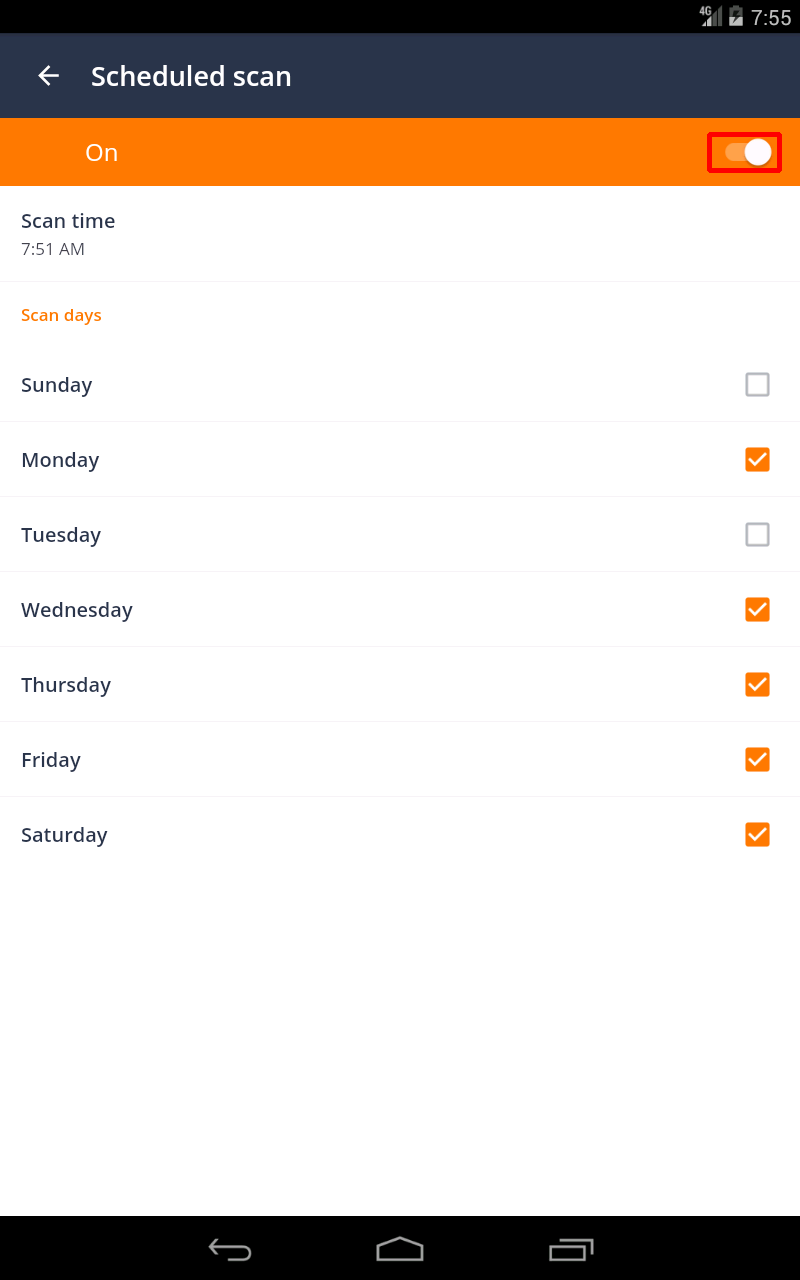 4G 7:55
Scheduled scan
On
Scan time
7:51 AM
Scan days
Sunday
Monday
Tuesday
Wednesday
Thursday
Friday
Saturday